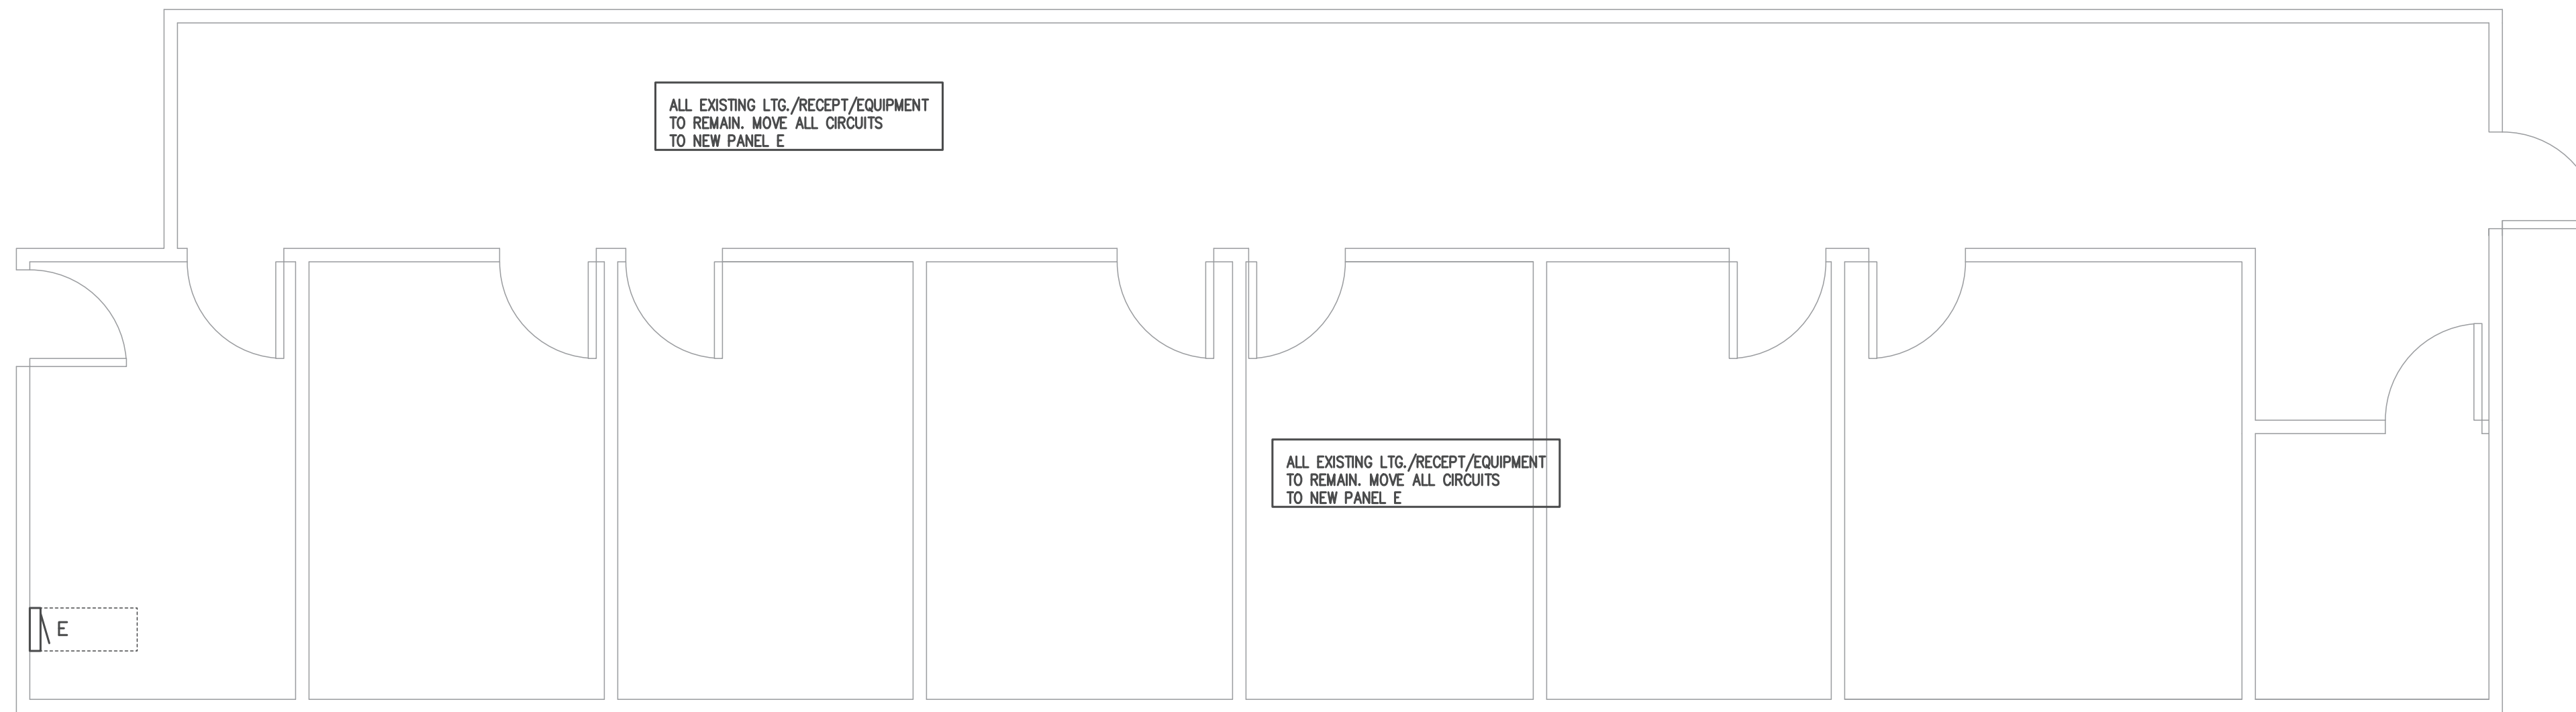 ALL EXISTING LTG./RECEPT/EQUIPMENT
TO REMAIN. MOVE ALL CIRCUITS
TO NEW PANEL E
ALL EXISTING LTG./RECEPT/EQUIPMENT
TO REMAIN. MOVE ALL CIRCUITS
TO NEW PANEL E
E